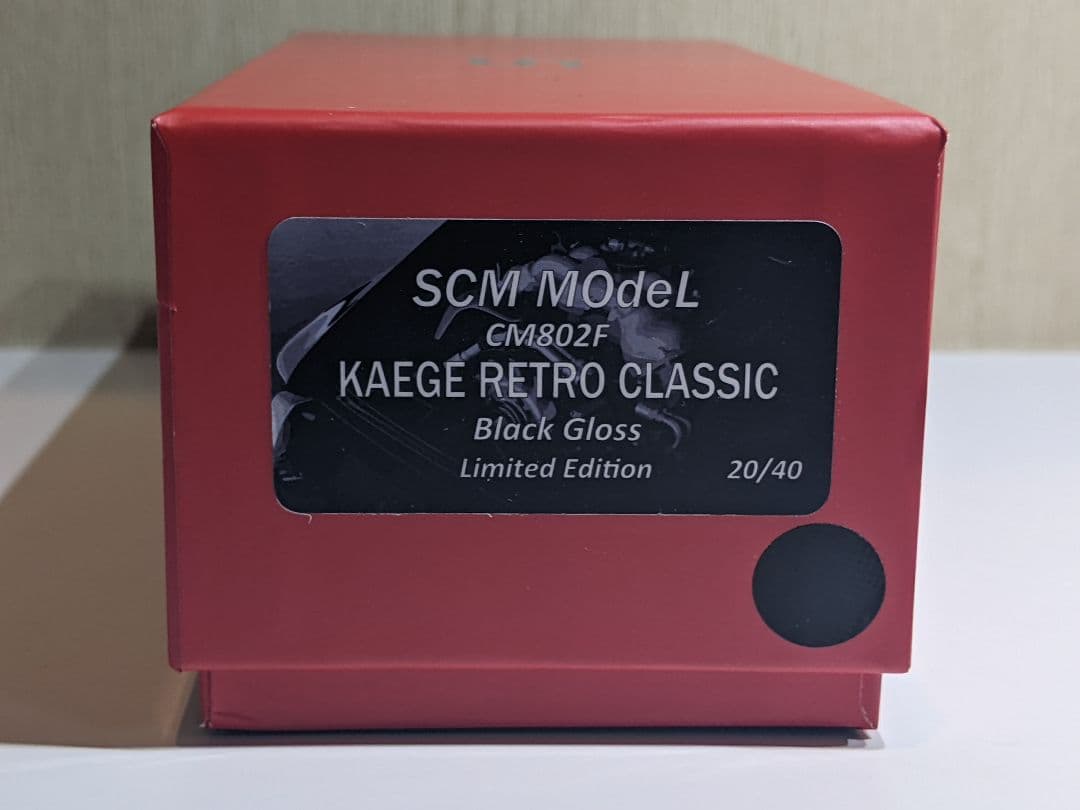 SCM MOdeL
CM802F
KAEGE RETRO CLASSIC
Black Gloss
Limited Edition 20/40